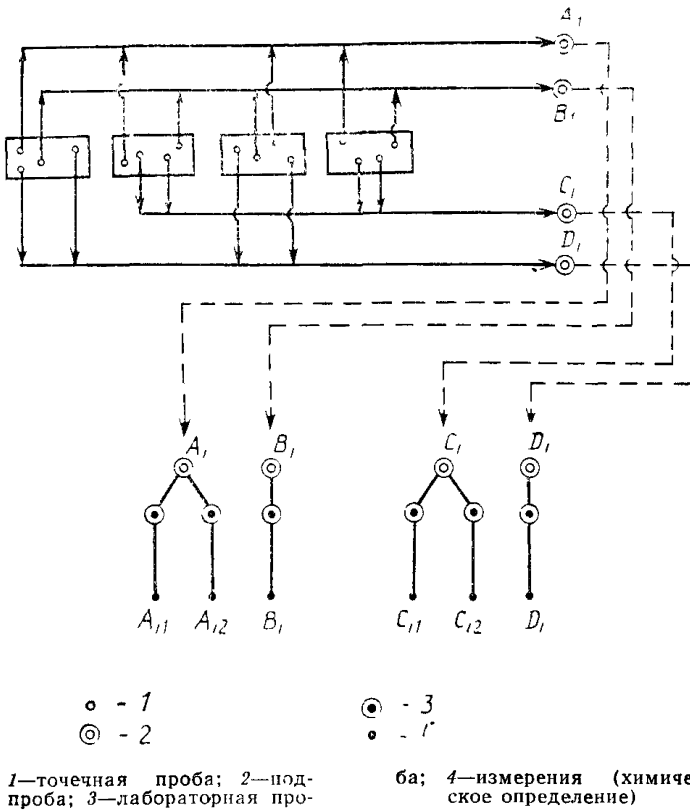 A₁
B₁
C₁
D₁
A₁ B₁ C₁ D₁
A₁₁ A₁₂ B₁ C₁₁ C₁₂ D₁
- 1 - 3
- 2 -
1—точечная проба; 2—под-
проба; 3—лабораторная про-
ба; 4—измерения (химиче
ское определение)